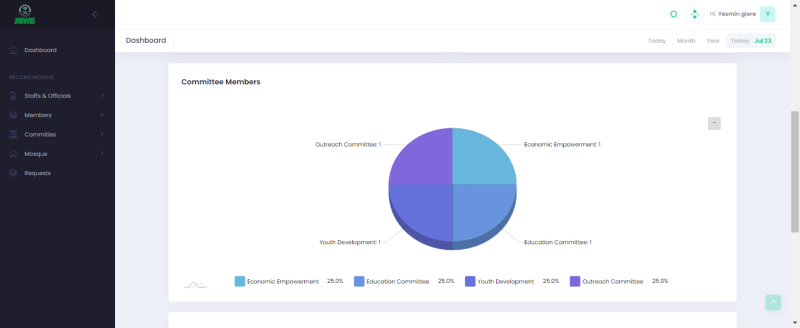 JIBWIS
Hi, Yesmin giere
Y
Dashboard
Today
Month
Year
Today: Jul 23
Dashboard
RECORD MODULE
Staffs & Officials
Members
Commities
Mosque
Requests
Committee Members
Outreach Committee: 1
Economic Empowerment: 1
Youth Development: 1
Education Committee: 1
Economic Empowerment 25.0%
Education Committee 25.0%
Youth Development 25.0%
Outreach Committee 25.0%